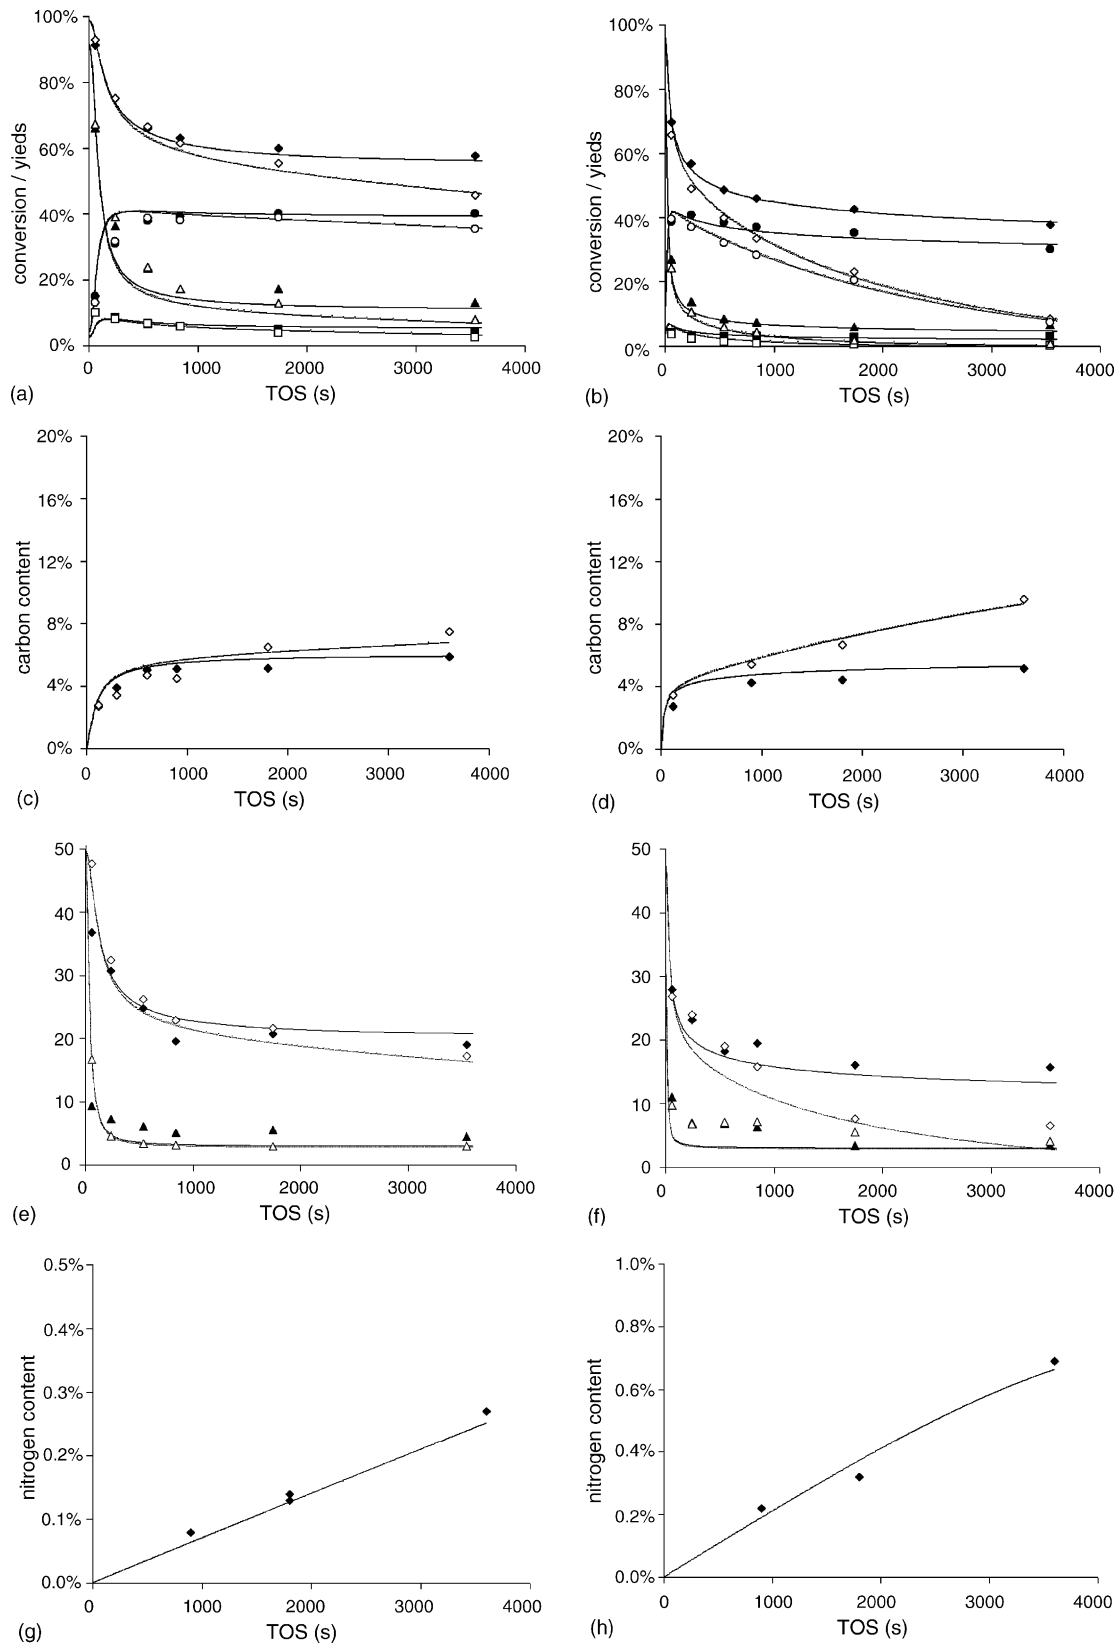 100%
80%
60%
40%
20%
0%
conversion / yieds
0 1000 2000 3000 4000
TOS (s)
(a)
100%
80%
60%
40%
20%
0%
conversion / yieds
0 1000 2000 3000 4000
TOS (s)
(b)
20%
16%
12%
8%
4%
0%
carbon content
0 1000 2000 3000 4000
TOS (s)
(c)
20%
16%
12%
8%
4%
0%
carbon content
0 1000 2000 3000 4000
TOS (s)
(d)
50
40
30
20
10
0
0 1000 2000 3000 4000
TOS (s)
(e)
50
40
30
20
10
0
0 1000 2000 3000 4000
TOS (s)
(f)
0.5%
0.4%
0.3%
0.2%
0.1%
0.0%
nitrogen content
0 1000 2000 3000 4000
TOS (s)
(g)
1.0%
0.8%
0.6%
0.4%
0.2%
0.0%
nitrogen content
0 1000 2000 3000 4000
TOS (s)
(h)